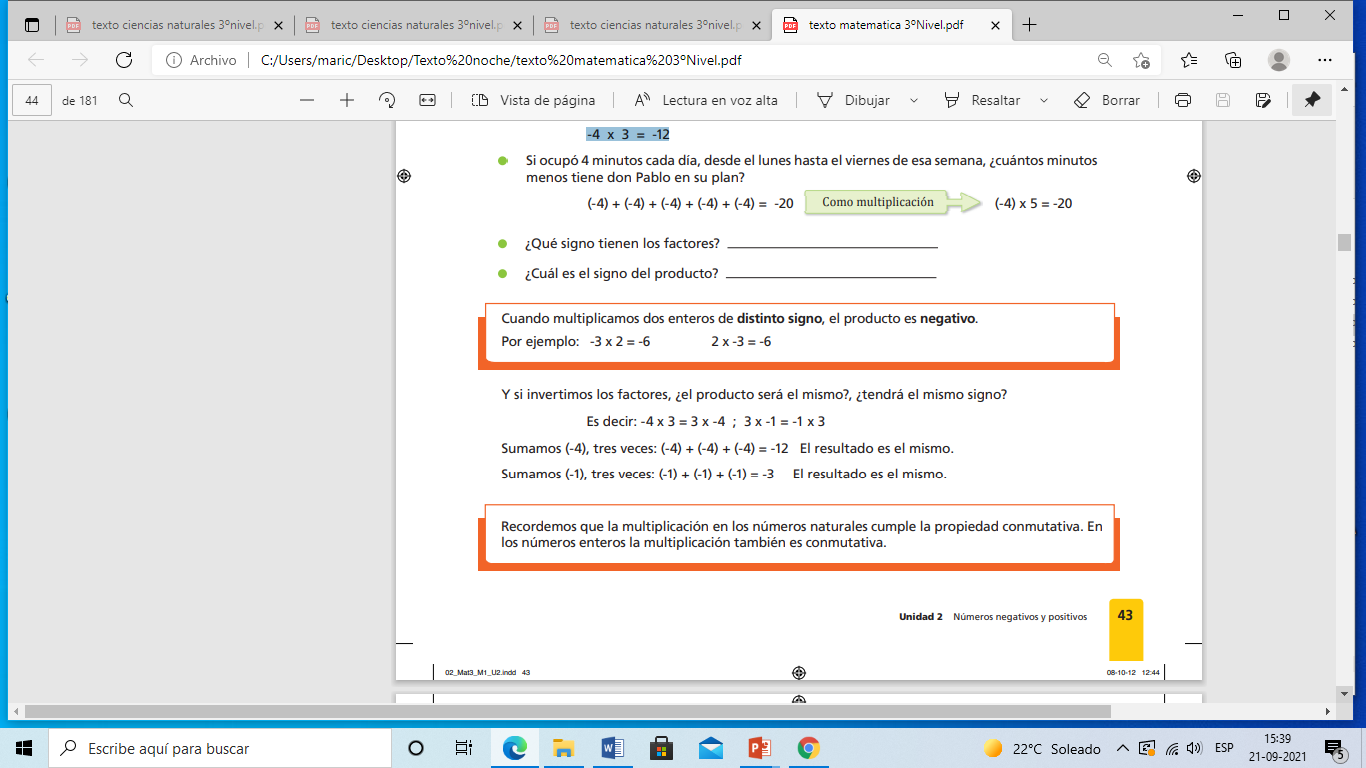 texto ciencias naturales 3ºnivel.p
texto ciencias naturales 3ºnivel.p
texto ciencias naturales 3ºnivel.p
texto matematica 3ºNivel.pdf
Archivo C:/Users/maric/Desktop/Texto%20noche/texto%20matematica%203ºNivel.pdf
44 de 181 Vista de página Lectura en voz alta Dibujar Resaltar Borrar
-4 x 3 = -12
Si ocupó 4 minutos cada día, desde el lunes hasta el viernes de esa semana, ¿cuántos minutos
menos tiene don Pablo en su plan?
(-4) + (-4) + (-4) + (-4) + (-4) = -20 Como multiplicación (-4) x 5 = -20
¿Qué signo tienen los factores?
¿Cuál es el signo del producto?
Cuando multiplicamos dos enteros de distinto signo, el producto es negativo.
Por ejemplo: -3 x 2 = -6 2 x -3 = -6
Y si invertimos los factores, ¿el producto será el mismo?, ¿tendrá el mismo signo?
Es decir: -4 x 3 = 3 x -4 ; 3 x -1 = -1 x 3
Sumamos (-4), tres veces: (-4) + (-4) + (-4) = -12 El resultado es el mismo.
Sumamos (-1), tres veces: (-1) + (-1) + (-1) = -3 El resultado es el mismo.
Recordemos que la multiplicación en los números naturales cumple la propiedad conmutativa. En
los números enteros la multiplicación también es conmutativa.
Unidad 2 Números negativos y positivos 43
02_Mat3_M1_U2.indd 43 08-10-12 12:44
Escribe aquí para buscar
22°C Soleado
ESP
15:39
21-09-2021
5